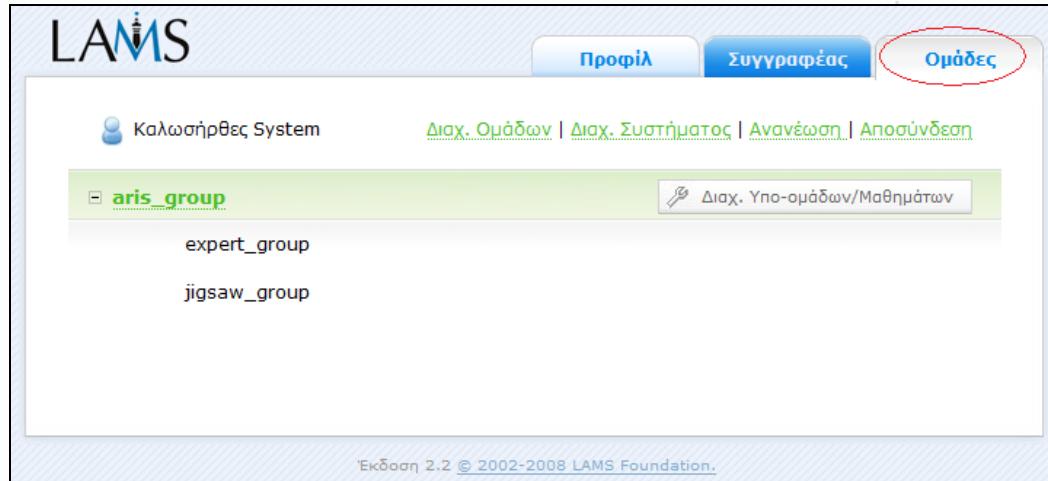 LAMS
Προφίλ Συγγραφέας Ομάδες
Καλωσήρθες System Διαχ. Ομάδων | Διαχ. Συστήματος | Ανανέωση | Αποσύνδεση
aris_group Διαχ. Υπο-ομάδων/Μαθημάτων
expert_group
jigsaw_group
Έκδοση 2.2 © 2002-2008 LAMS Foundation.